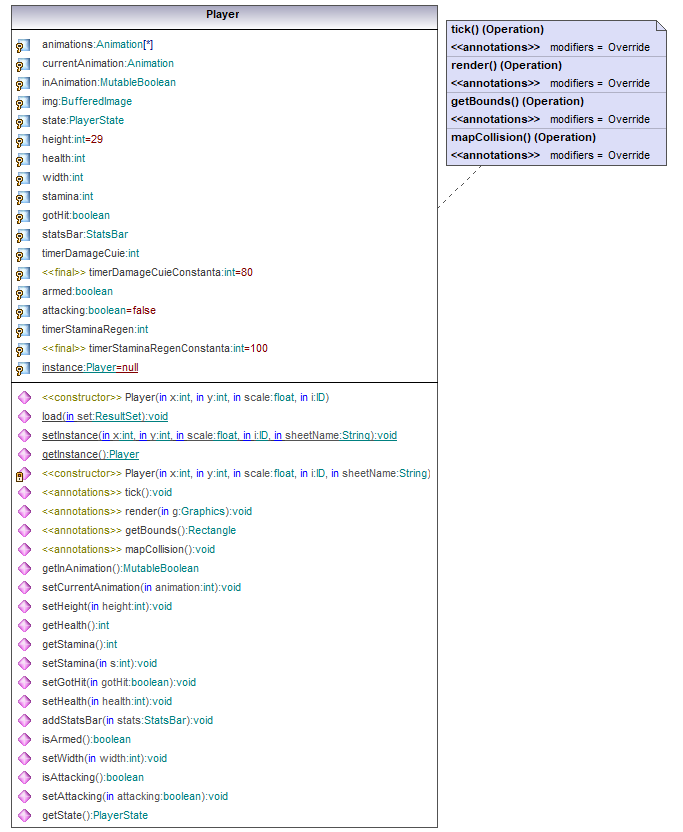 Player
animations:Animation[*]
currentAnimation:Animation
inAnimation:MutableBoolean
img:BufferedImage
state:PlayerState
height:int=29
health:int
width:int
stamina:int
gotHit:boolean
statsBar:StatsBar
timerDamageCuie:int
<<final>> timerDamageCuieConstanta:int=80
armed:boolean
attacking:boolean=false
timerStaminaRegen:int
<<final>> timerStaminaRegenConstanta:int=100
instance:Player=null
<<constructor>> Player(in x:int, in y:int, in scale:float, in i:ID)
load(in set:ResultSet):void
setInstance(in x:int, in y:int, in scale:float, in i:ID, in sheetName:String):void
getInstance():Player
<<constructor>> Player(in x:int, in y:int, in scale:float, in i:ID, in sheetName:String)
<<annotations>> tick():void
<<annotations>> render(in g:Graphics):void
<<annotations>> getBounds():Rectangle
<<annotations>> mapCollision():void
getInAnimation():MutableBoolean
setCurrentAnimation(in animation:int):void
setHeight(in height:int):void
getHealth():int
getStamina():int
setStamina(in s:int):void
setGotHit(in gotHit:boolean):void
setHealth(in health:int):void
addStatsBar(in stats:StatsBar):void
isArmed():boolean
setWidth(in width:int):void
isAttacking():boolean
setAttacking(in attacking:boolean):void
getState():PlayerState
tick() (Operation)
<<annotations>> modifiers = Override
render() (Operation)
<<annotations>> modifiers = Override
getBounds() (Operation)
<<annotations>> modifiers = Override
mapCollision() (Operation)
<<annotations>> modifiers = Override